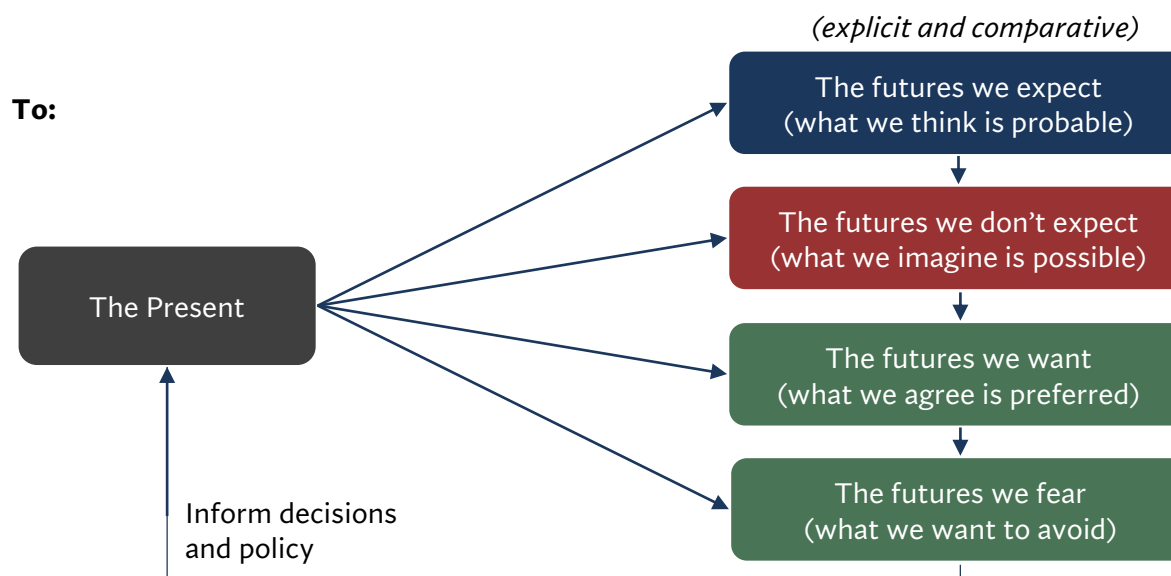 (explicit and comparative)
To:
The futures we expect
(what we think is probable)
The futures we don’t expect
(what we imagine is possible)
The Present
The futures we want
(what we agree is preferred)
The futures we fear
(what we want to avoid)
Inform decisions
and policy